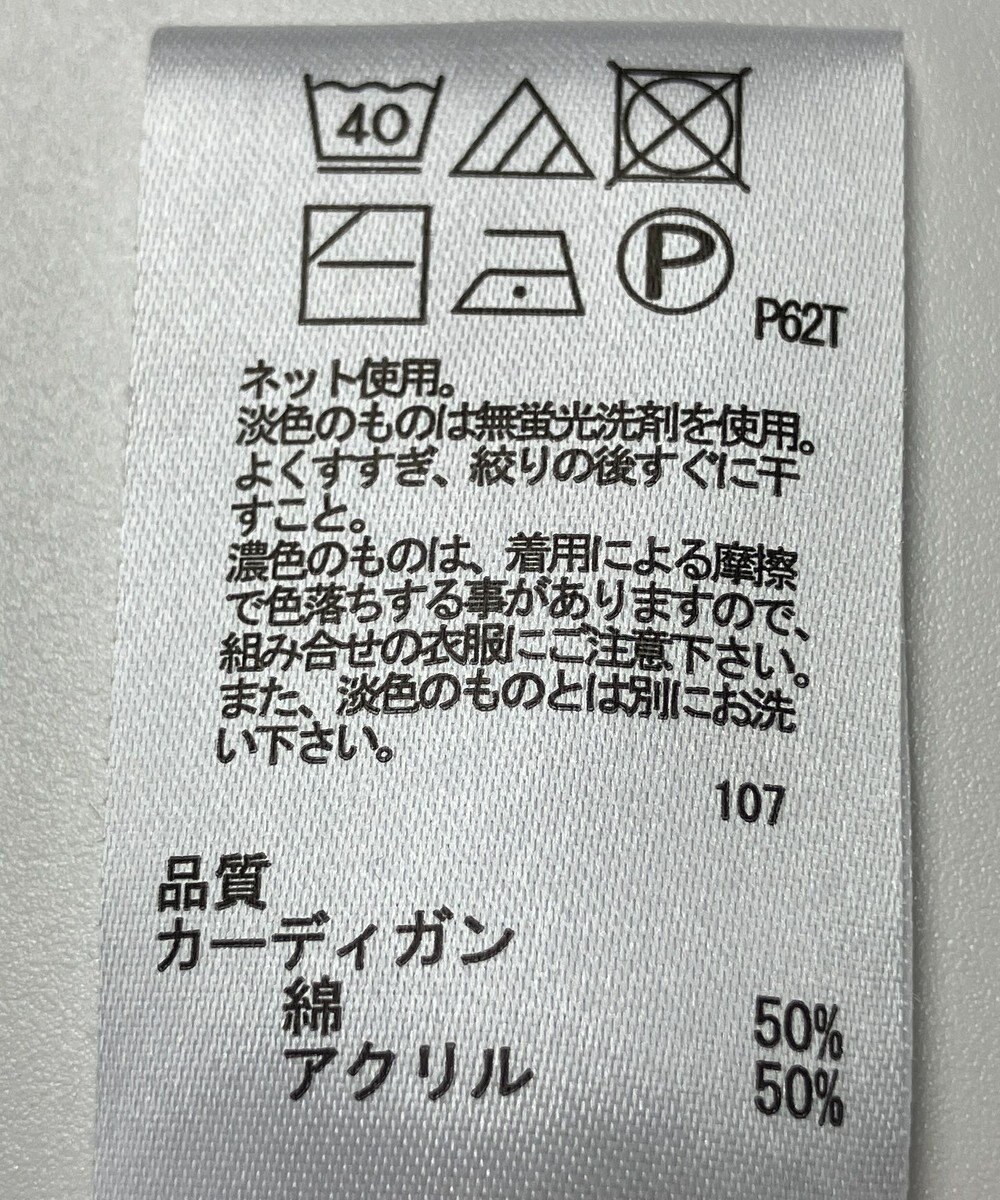 40
P
P62T
ネット使用。
淡色のものは無蛍光洗剤を使用。
よくすすぎ、絞りの後すぐに干
すこと。
濃色のものは、着用による摩擦
で色落ちする事がありますので、
組み合せの衣服にご注意下さい。
また、淡色のものとは別にお洗
い下さい。
107
品質
カーディガン
綿 50%
アクリル 50%